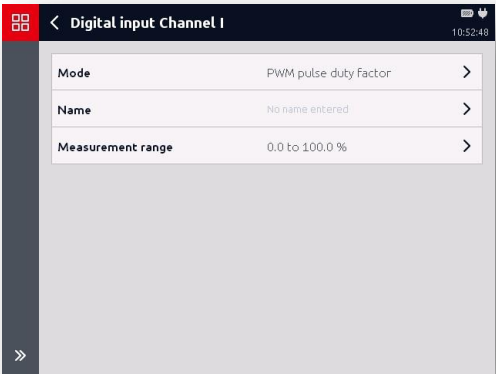 Digital input Channel I
10:52:48
Mode PWM pulse duty factor
Name No name entered
Measurement range 0.0 to 100.0 %